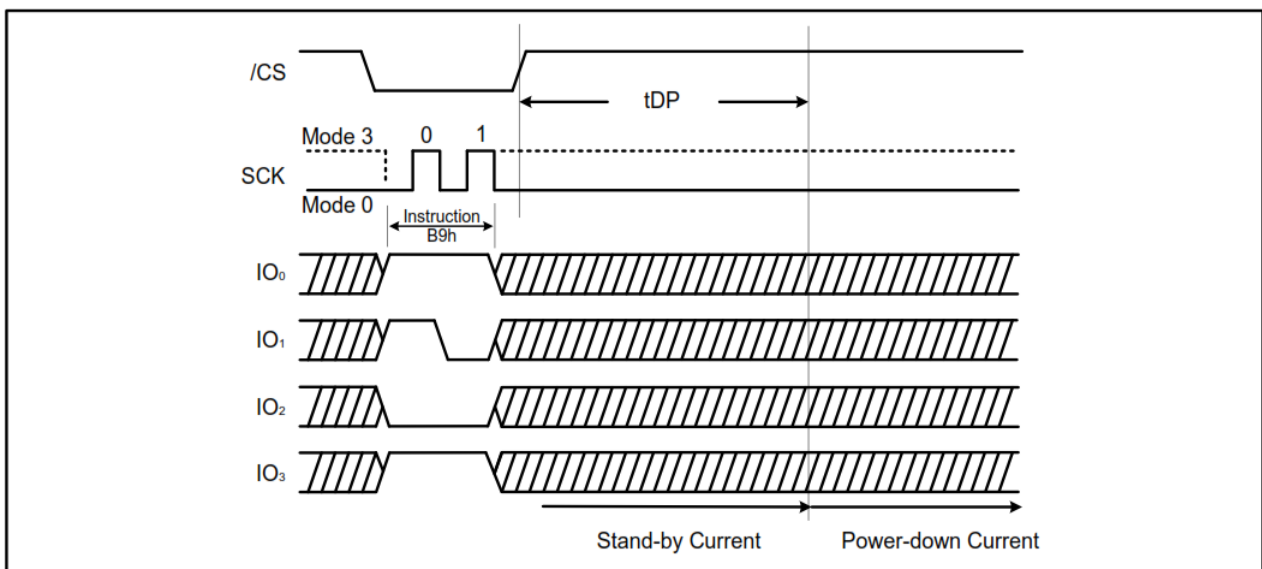 /CS
tDP
Mode 3 0 1
SCK
Mode 0
Instruction
B9h
IO₀
IO₁
IO₂
IO₃
Stand-by Current Power-down Current